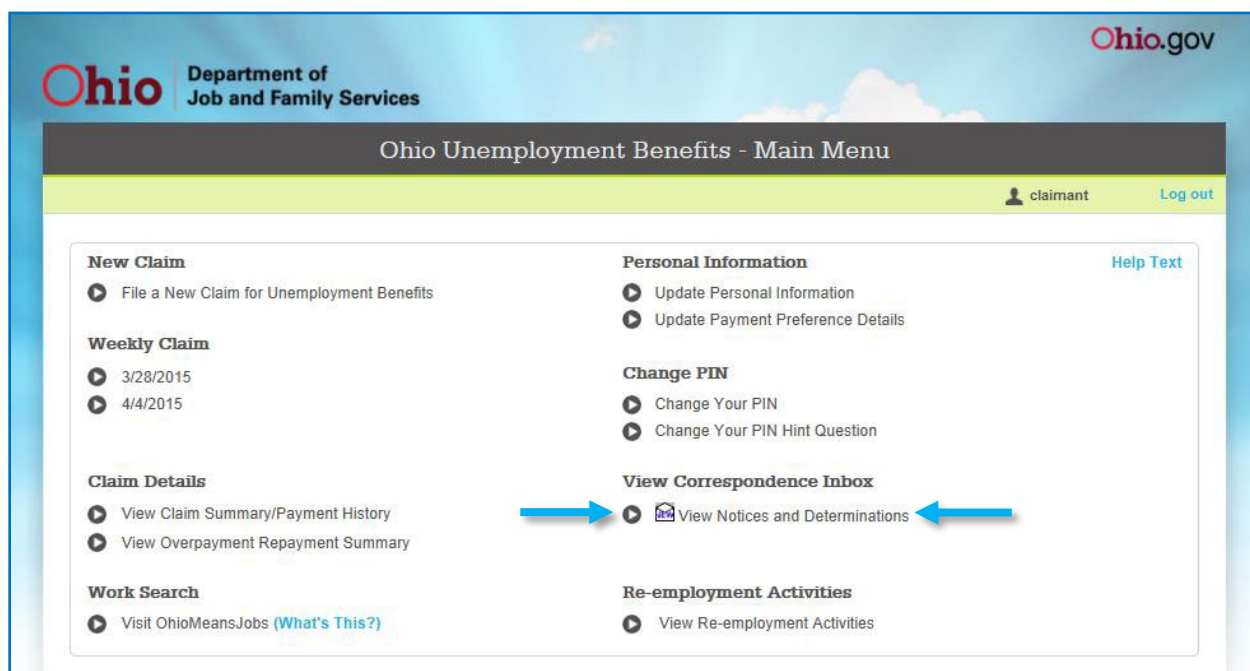 Ohio.gov
Ohio Department of
Job and Family Services
Ohio Unemployment Benefits - Main Menu
claimant Log out
New Claim
File a New Claim for Unemployment Benefits
Weekly Claim
3/28/2015
4/4/2015
Claim Details
View Claim Summary/Payment History
View Overpayment Repayment Summary
Work Search
Visit OhioMeansJobs (What's This?)
Personal Information
Help Text
Update Personal Information
Update Payment Preference Details
Change PIN
Change Your PIN
Change Your PIN Hint Question
View Correspondence Inbox
NEW View Notices and Determinations
Re-employment Activities
View Re-employment Activities